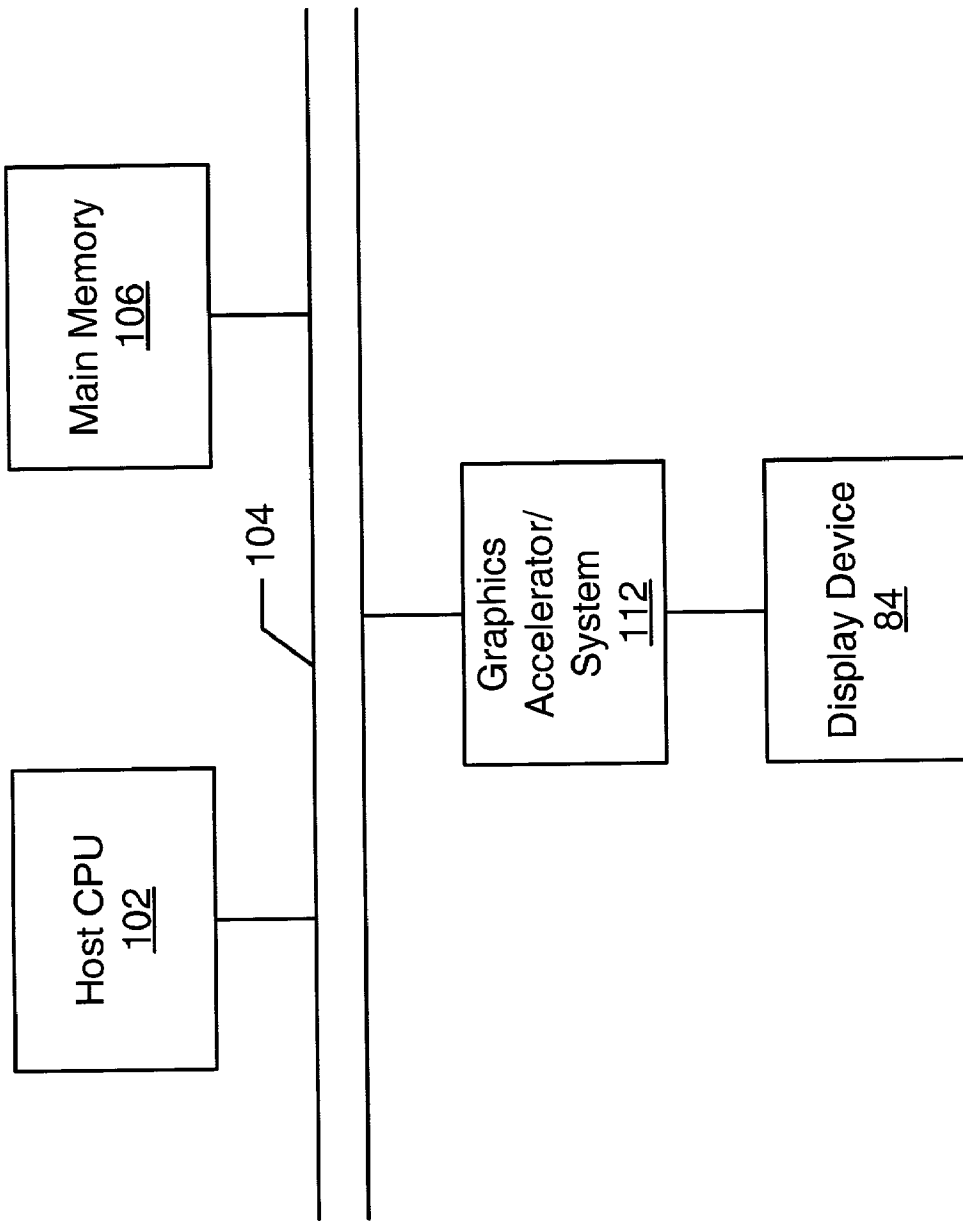 Host CPU
102
Main Memory
106
104
Graphics
Accelerator/
System
112
Display Device
84